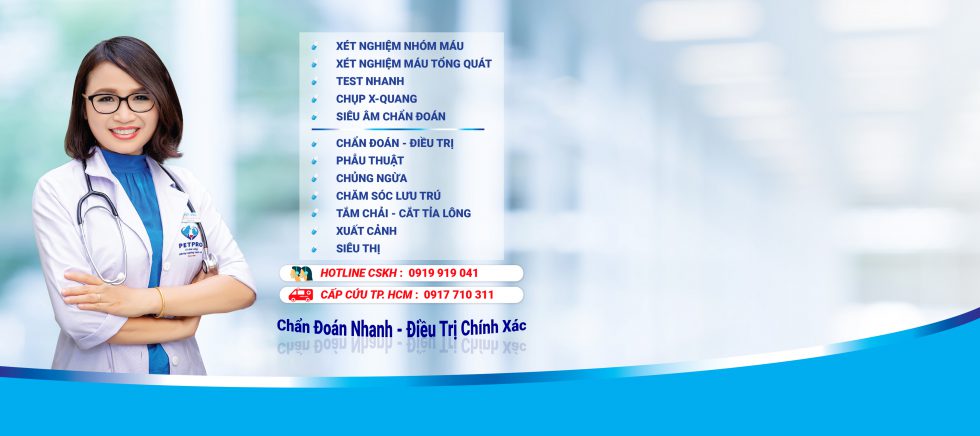 XÉT NGHIỆM NHÓM MÁU
XÉT NGHIỆM MÁU TỔNG QUÁT
TEST NHANH
CHỤP X-QUANG
SIÊU ÂM CHẨN ĐOÁN
CHẨN ĐOÁN - ĐIỀU TRỊ
PHẪU THUẬT
CHỦNG NGỪA
CHĂM SÓC LƯU TRÚ
TẮM CHẢI - CẮT TỈA LÔNG
XUẤT CẢNH
SIÊU THỊ
PETPRO
HOTLINE CSKH : 0919 919 041
CẤP CỨU TP. HCM : 0917 710 311
Chẩn Đoán Nhanh - Điều Trị Chính Xác